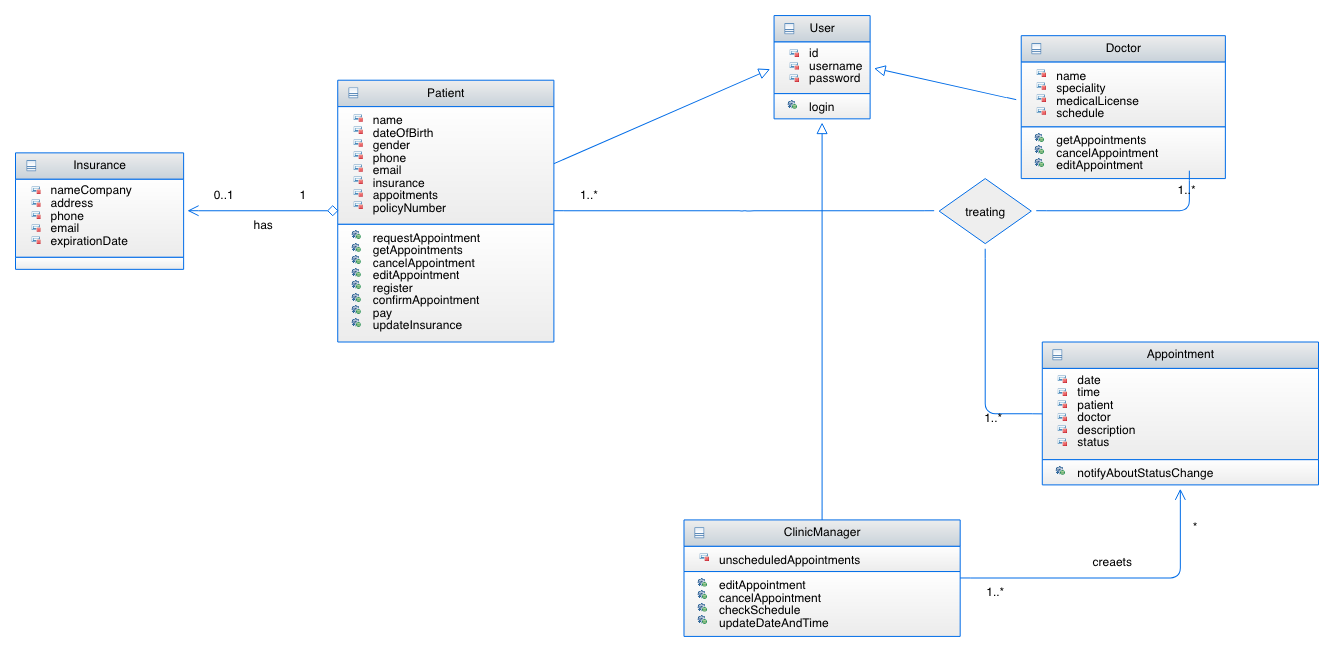 User
id
username
password
login
Doctor
name
speciality
medicalLicense
schedule
getAppointments
cancelAppointment
editAppointment
Patient
name
dateOfBirth
gender
phone
email
insurance
appoitments
policyNumber
requestAppointment
getAppointments
cancelAppointment
editAppointment
register
confirmAppointment
pay
updateInsurance
Insurance
nameCompany
address
phone
email
expirationDate
0..1
1
has
1..*
treating
1..*
1..*
Appointment
date
time
patient
doctor
description
status
notifyAboutStatusChange
ClinicManager
unscheduledAppointments
editAppointment
cancelAppointment
checkSchedule
updateDateAndTime
*
creaets
1..*